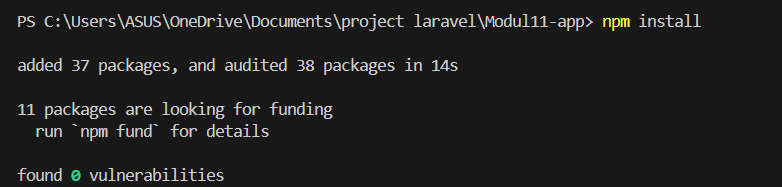 PS C:\Users\ASUS\OneDrive\Documents\project laravel\Modul11-app> npm install
added 37 packages, and audited 38 packages in 14s
11 packages are looking for funding
  run `npm fund` for details
found 0 vulnerabilities